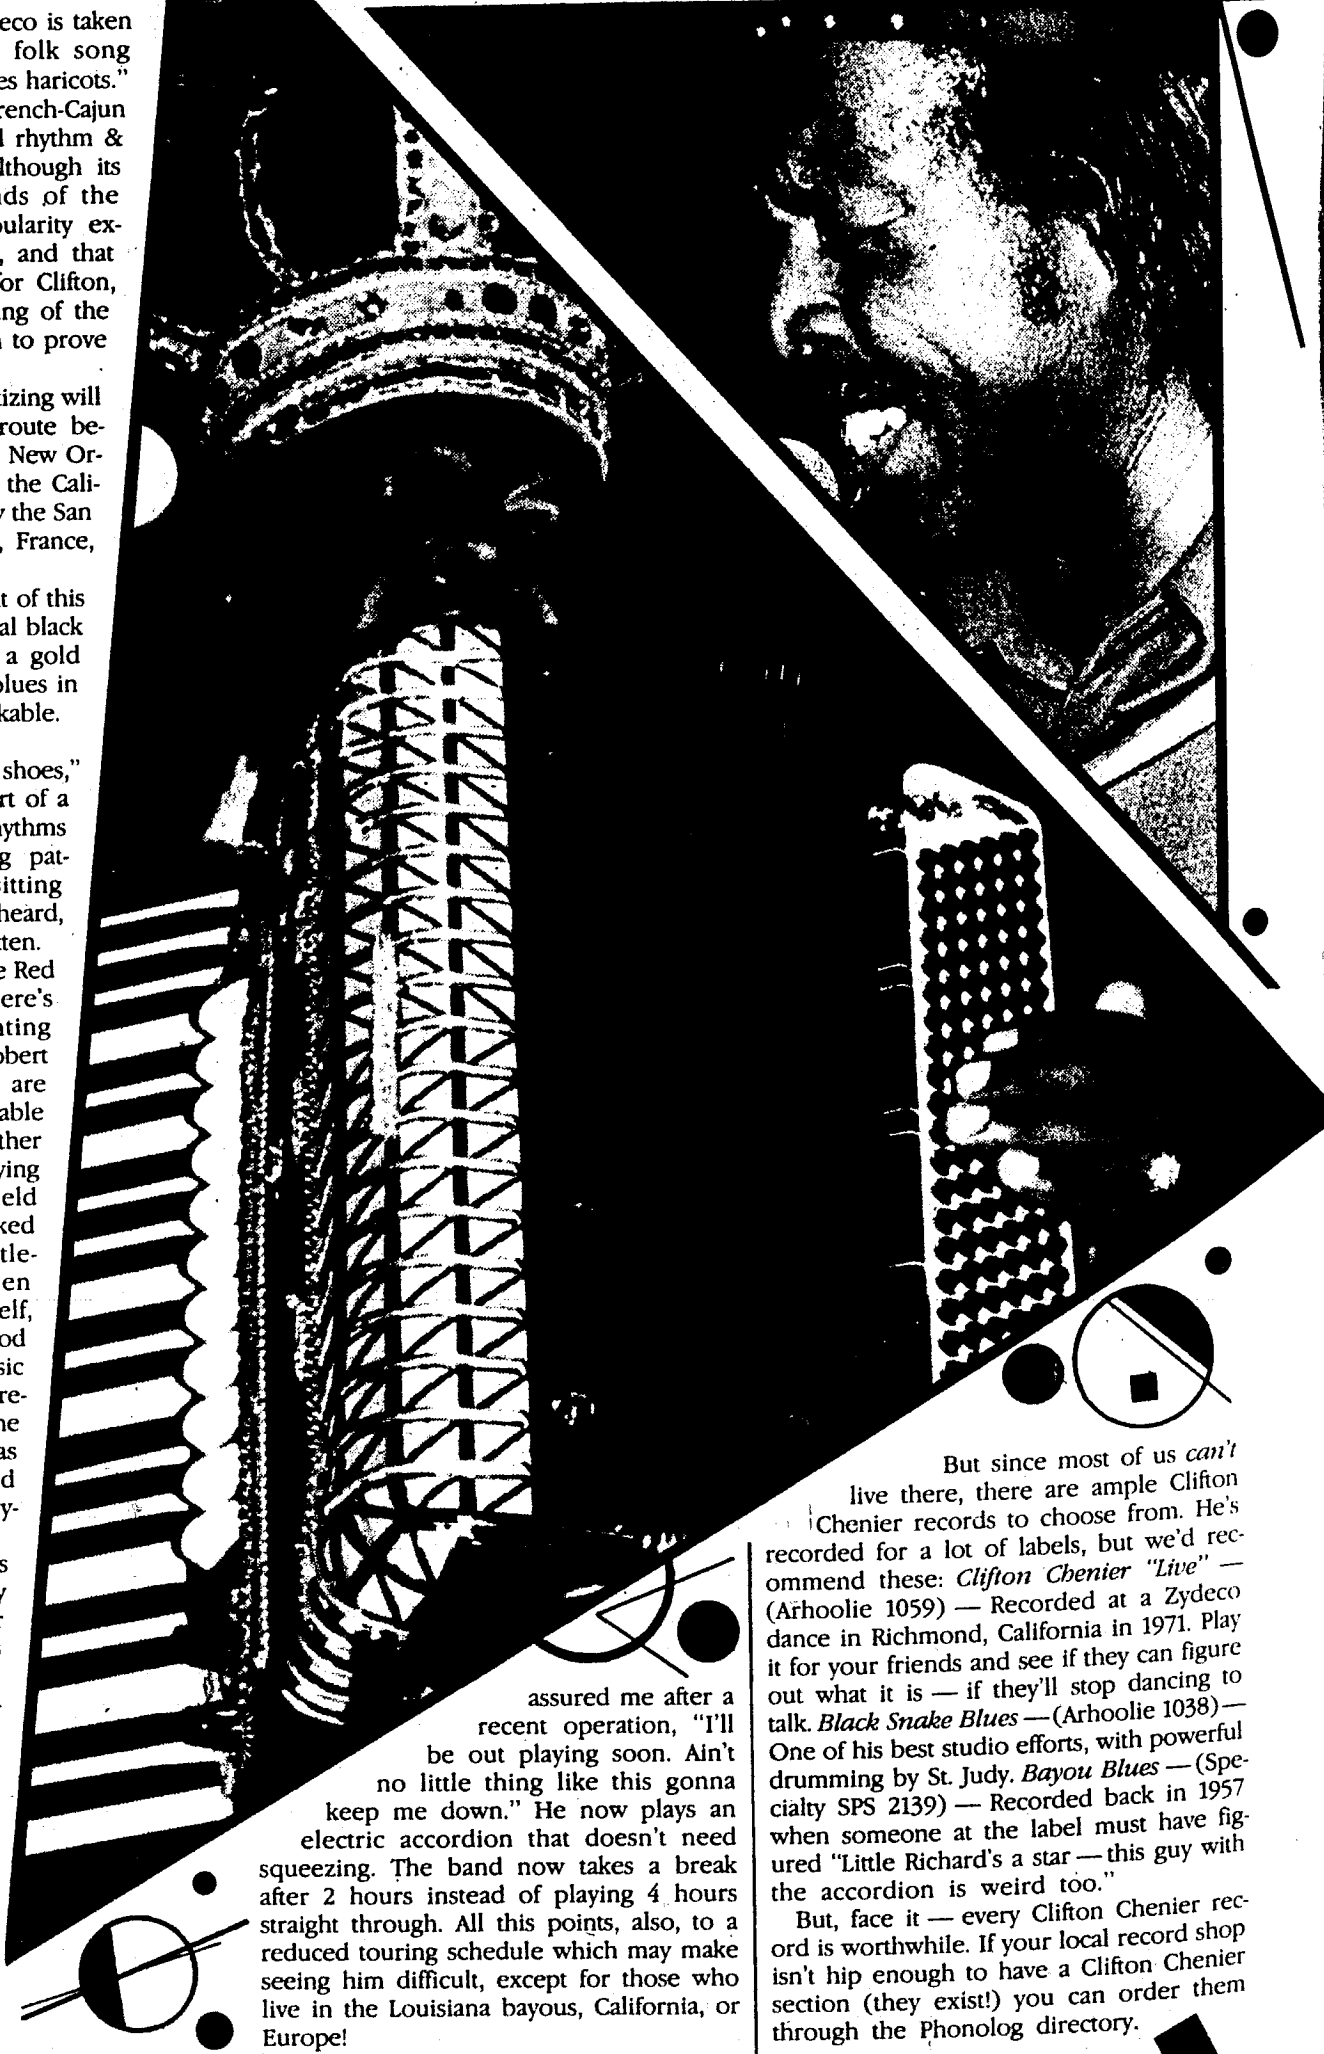 eco is taken
folk song
es haricots."
rench-Cajun
rhythm &
lthough its
nds of the
pularity ex-
, and that
or Clifton,
ng of the
to prove
izing will
route be-
New Or-
the Cali-
y the San
, France,
t of this
al black
a gold
olues in
kable.
shoes,"
rt of a
ythms
g pat-
sitting
heard,
ten.
e Red
ere's
ating
obert
are
able
ther
ying
eld
ked
tle-
en
elf,
od
sic
re-
ne
as
d
y-
s
y
assured me after a
recent operation, "I'll
be out playing soon. Ain't
no little thing like this gonna
keep me down." He now plays an
electric accordion that doesn't need
squeezing. The band now takes a break
after 2 hours instead of playing 4 hours
straight through. All this points, also, to a
reduced touring schedule which may make
seeing him difficult, except for those who
live in the Louisiana bayous, California, or
Europe!
But since most of us can't
live there, there are ample Clifton
Chenier records to choose from. He's
recorded for a lot of labels, but we'd rec-
ommend these: Clifton Chenier "Live" —
(Arhoolie 1059) — Recorded at a Zydeco
dance in Richmond, California in 1971. Play
it for your friends and see if they can figure
out what it is — if they'll stop dancing to
talk. Black Snake Blues — (Arhoolie 1038) —
One of his best studio efforts, with powerful
drumming by St. Judy. Bayou Blues — (Spe-
cialty SPS 2139) — Recorded back in 1957
when someone at the label must have fig-
ured "Little Richard's a star — this guy with
the accordion is weird too."
But, face it — every Clifton Chenier rec-
ord is worthwhile. If your local record shop
isn't hip enough to have a Clifton Chenier
section (they exist!) you can order them
through the Phonolog directory.